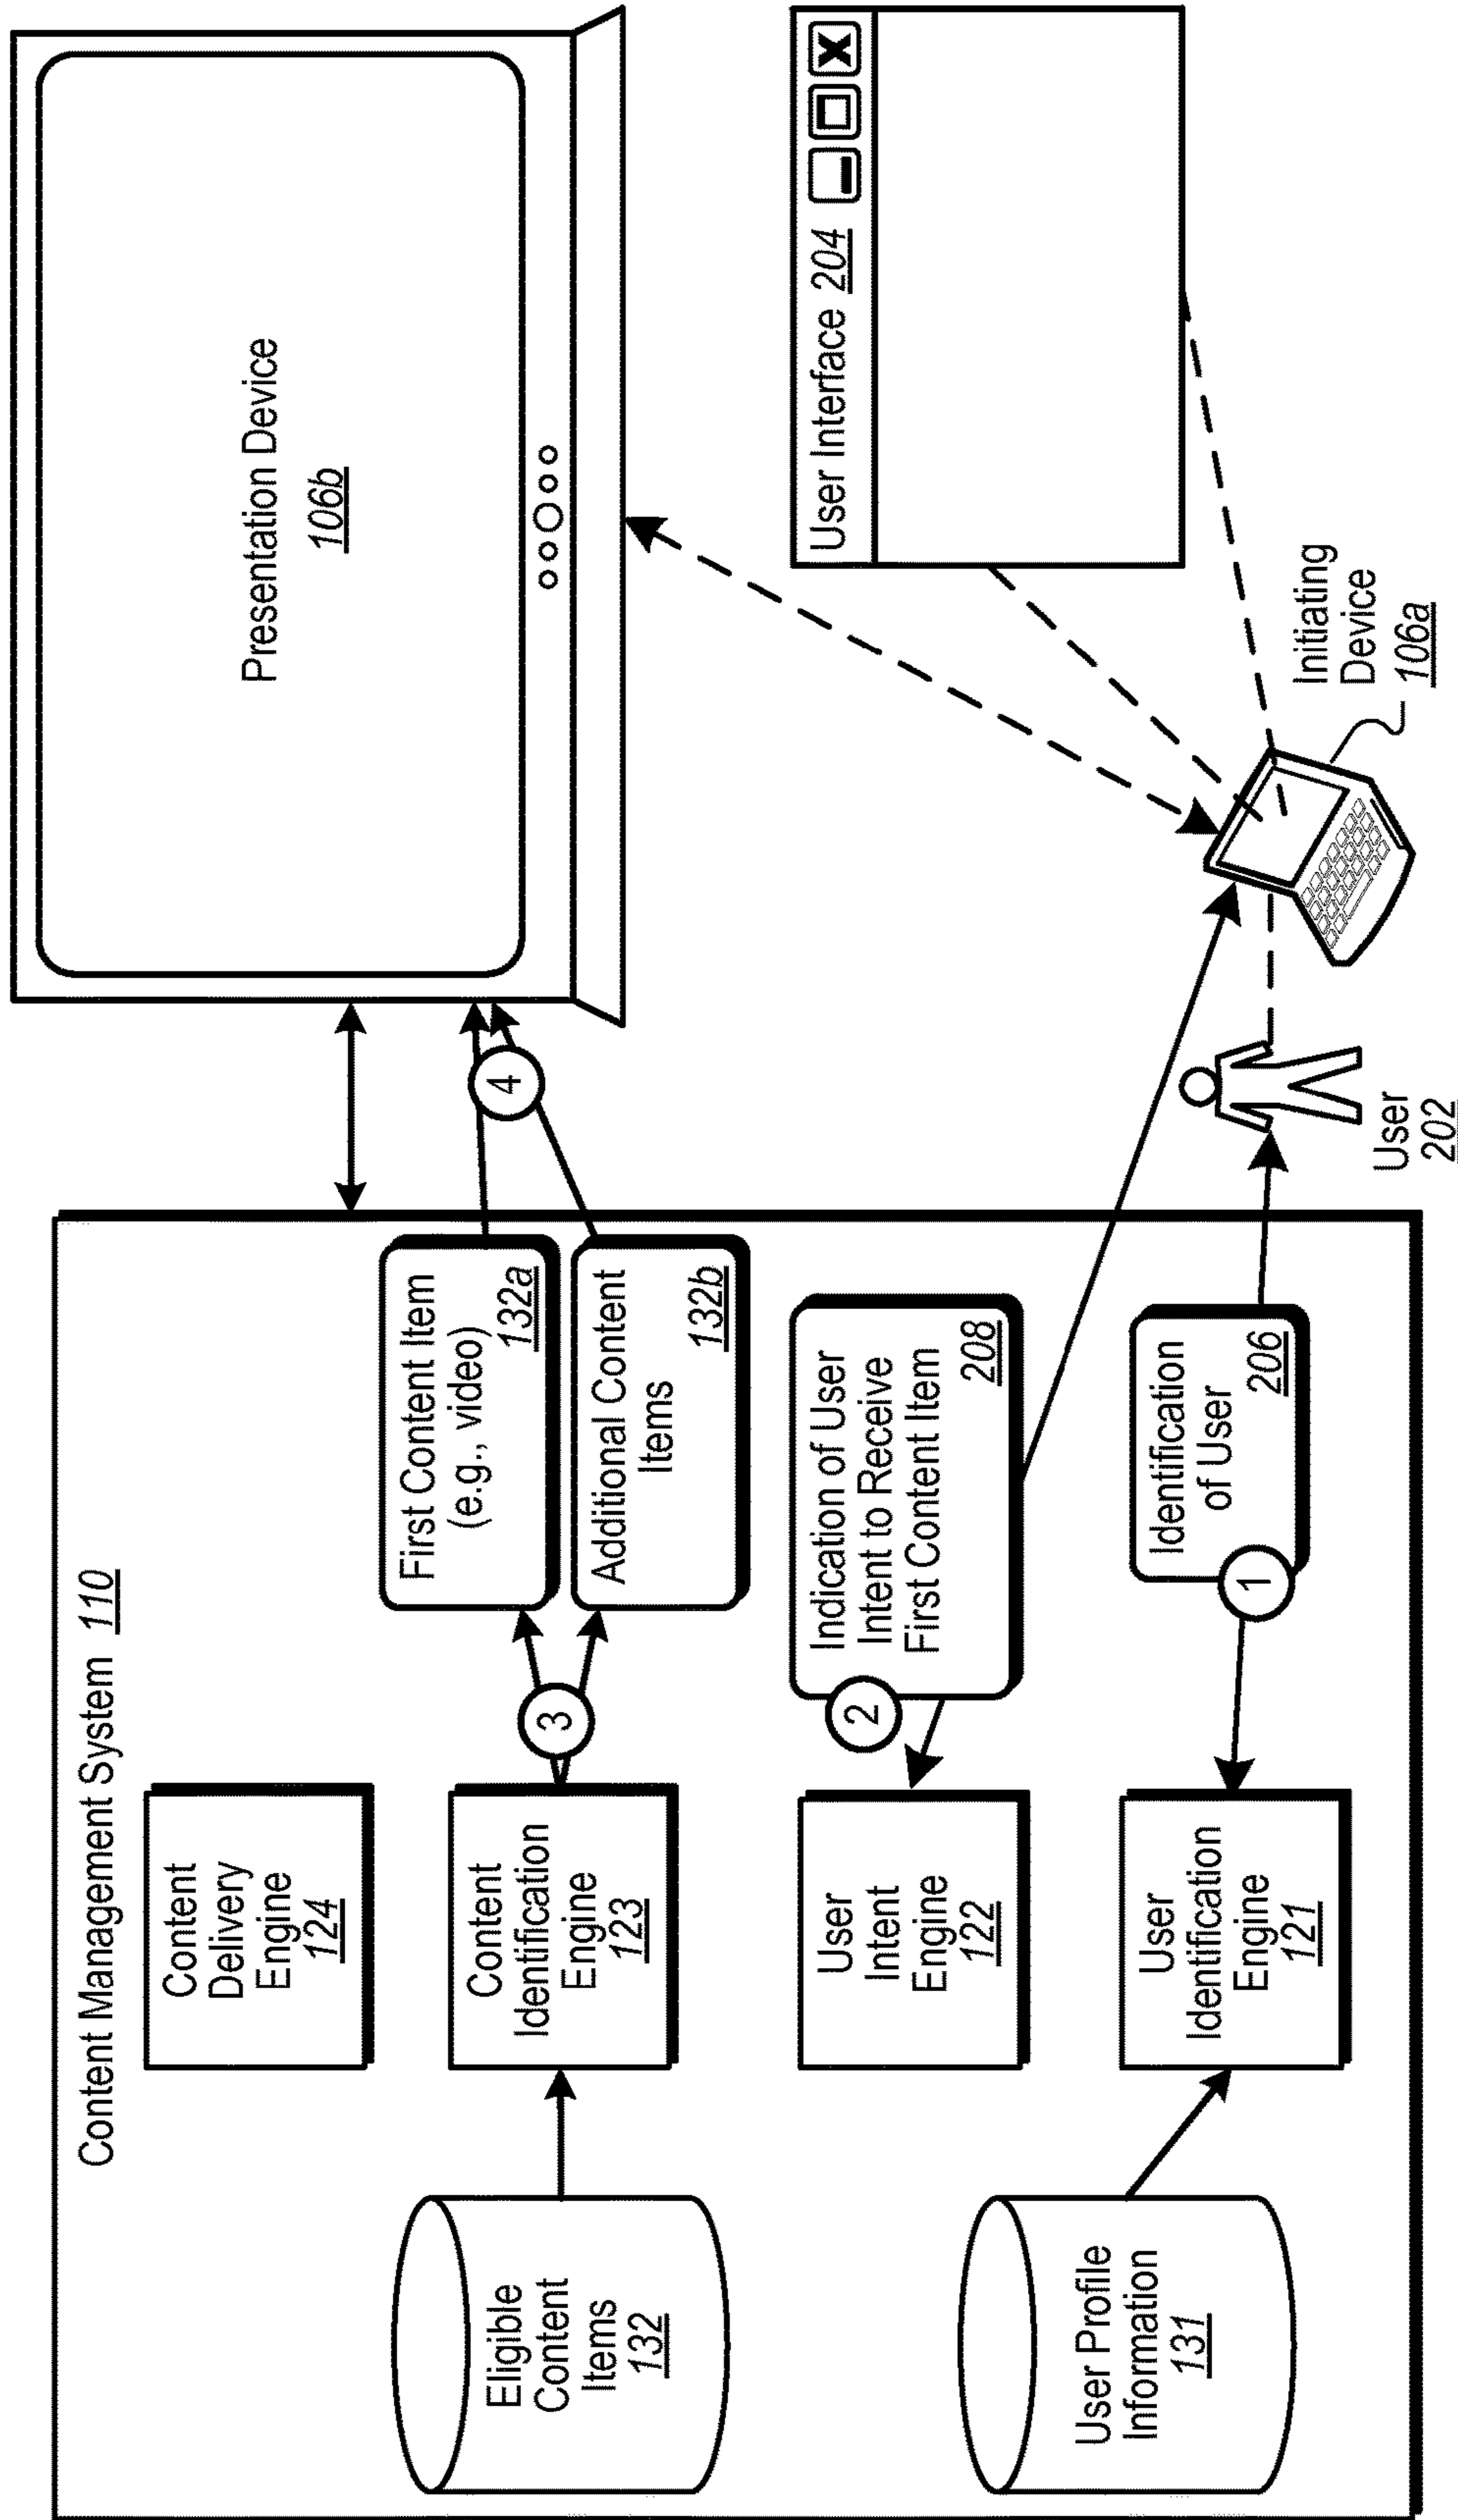 Content Management System 110
Content
Delivery
Engine
124
Eligible
Content
Items
132
Content
Identification
Engine
123
3
First Content Item
(e.g., video)
132a
Additional Content
Items
132b
4
Presentation Device
106b
User
Intent
Engine
122
2
Indication of User
Intent to Receive
First Content Item
208
User Interface 204
User Profile
Information
131
User
Identification
Engine
121
1
Identification
of User
206
User
202
Initiating
Device
106a